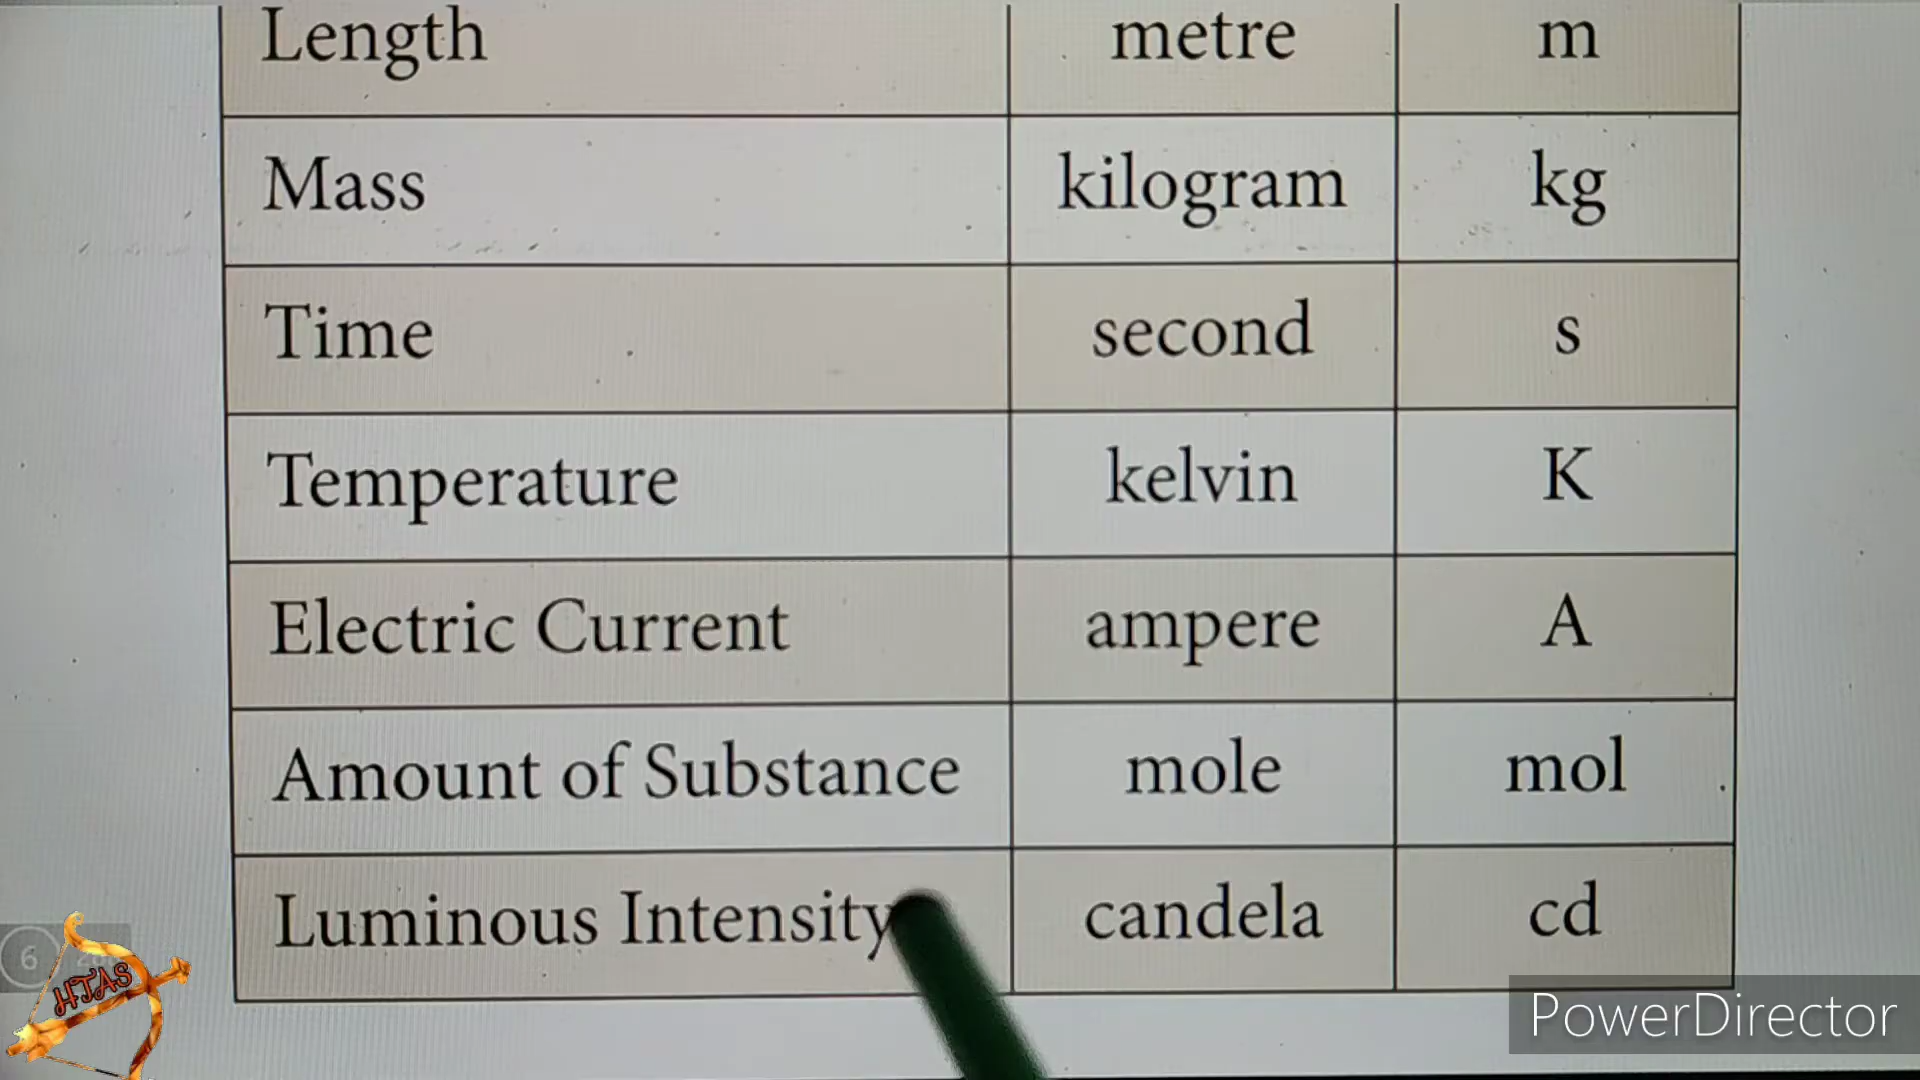 Length metre m
Mass kilogram kg
Time second s
Temperature kelvin K
Electric Current ampere A
Amount of Substance mole mol
Luminous Intensity candela cd
6
HTAS
PowerDirector